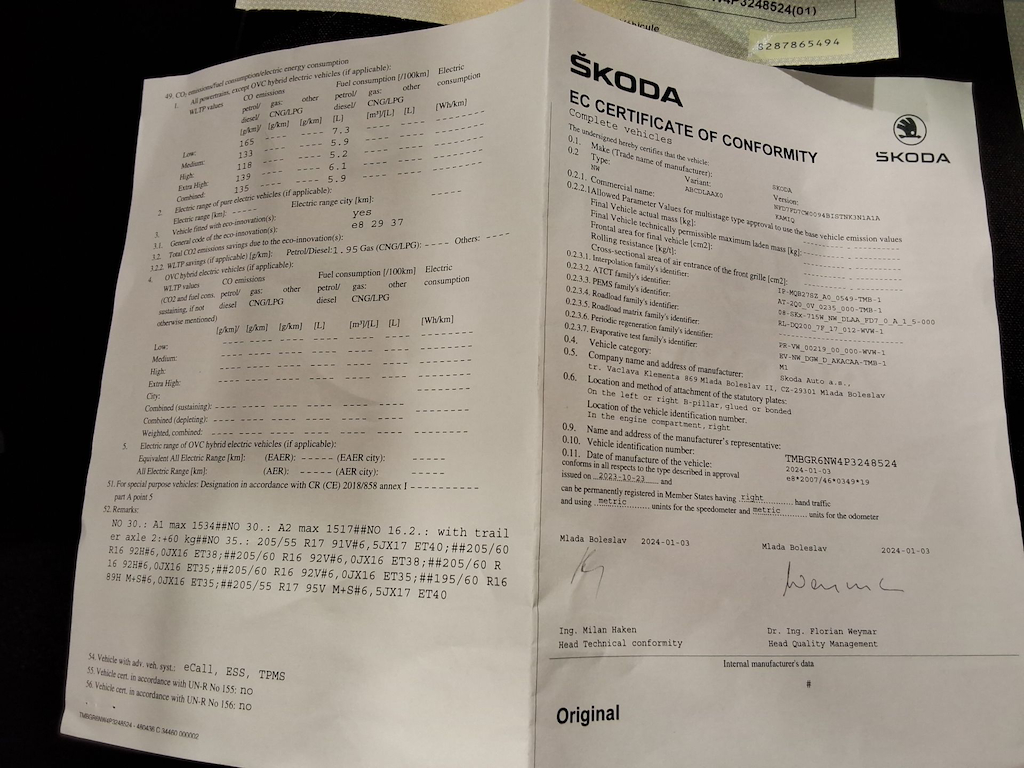 W4P3248524(01)
véhicule
S287865494
49. CO₂ emissions/fuel consumption/electric energy consumption
1. All powertrains, except OVC hybrid electric vehicles (if applicable):
WLTP values CO emissions Fuel consumption [/100km] Electric consumption
petrol/ gas: other petrol/ gas: other
diesel/ CNG/LPG diesel/ CNG/LPG
[g/km] [g/km] [g/km] [L] [m³]/[L] [L] [Wh/km]
Low: 165 ---- ---- 7.3 ---- ----
Medium: 133 ---- ---- 5.9 ---- ----
High: 118 ---- ---- 5.2 ---- ----
Extra High: 139 ---- ---- 6.1 ---- ----
Combined: 135 ---- ---- 5.9 ---- ----
2. Electric range of pure electric vehicles (if applicable):
Electric range [km]: ----- Electric range city [km]: -----
3. Vehicle fitted with eco-innovation(s): yes
3.1. General code of the eco-innovation(s): e8 29 37
3.2. Total CO2 emissions savings due to the eco-innovation(s):
3.2.2. WLTP savings (if applicable) [g/km]: Petrol/Diesel:1.95 Gas (CNG/LPG): ---- Others: ----
4. OVC hybrid electric vehicles (if applicable):
WLTP values CO emissions Fuel consumption [/100km] Electric
(CO2 and fuel cons. petrol/ gas: other petrol/ gas: other consumption
sustaining, if not diesel CNG/LPG diesel CNG/LPG
otherwise mentioned)
[g/km] [g/km] [g/km] [L] [m³]/[L] [L] [Wh/km]
Low:
Medium:
High:
Extra High:
City:
Combined (sustaining):
Combined (depleting):
Weighted, combined:
5. Electric range of OVC hybrid electric vehicles (if applicable):
Equivalent All Electric Range [km]: (EAER): ----- (EAER city): -----
All Electric Range [km]: (AER): ----- (AER city): -----
51. For special purpose vehicles: Designation in accordance with CR (CE) 2018/858 annex I
part A point 5
52. Remarks:
NO 30.: A1 max 1534##NO 30.: A2 max 1517##NO 16.2.: with trail
er axle 2:+60 kg##NO 35.: 205/55 R17 91V#6,5JX17 ET40;##205/60
R16 92H#6,0JX16 ET38;##205/60 R16 92V#6,0JX16 ET38;##205/60 R
16 92H#6,0JX16 ET35;##205/60 R16 92V#6,0JX16 ET35;##195/60 R16
89H M+S#6,0JX16 ET35;##205/55 R17 95V M+S#6,5JX17 ET40
54. Vehicle with adv. veh. syst.: eCall, ESS, TPMS
55. Vehicle cert. in accordance with UN-R No 155: no
56. Vehicle cert. in accordance with UN-R No 156: no
TMBGR6NW4P3248524 - 480436 C 34460 000002
ŠKODA
ŠKODA
EC CERTIFICATE OF CONFORMITY
Complete vehicles
The undersigned hereby certifies that the vehicle:
0.1. Make (Trade name of manufacturer): SKODA
0.2 Type: Variant: Version:
NW ABCDLAAX0 NFD7FD7CW0094BISTNK3N1A1A
0.2.1. Commercial name: KAMIQ
0.2.2.1 Allowed Parameter Values for multistage type approval to use the base vehicle emission values
Final Vehicle actual mass [kg]:
Final Vehicle technically permissible maximum laden mass [kg]:
Frontal area for final vehicle [cm2]:
Rolling resistance [kg/t]:
Cross-sectional area of air entrance of the front grille [cm2]:
0.2.3.1. Interpolation family's identifier: IP-MQB27SZ_A0_0549-TMB-1
0.2.3.2. ATCT family's identifier: AT-2Q0_0V_0235_000-TMB-1
0.2.3.3. PEMS family's identifier: 08-SKx-715W_NW_DLAA_FD7_0_A_1_5-000
0.2.3.4. Roadload family's identifier: RL-DQ200_7F_17_012-WVW-1
0.2.3.5. Roadload matrix family's identifier:
0.2.3.6. Periodic regeneration family's identifier: PR-VW_00219_00_000-WVW-1
0.2.3.7. Evaporative test family's identifier: EV-NW_DGW_D_AKACAA-TMB-1
0.4. Vehicle category: M1
0.5. Company name and address of manufacturer: Skoda Auto a.s.,
tr. Vaclava Klementa 869 Mlada Boleslav II, CZ-29301 Mlada Boleslav
0.6. Location and method of attachment of the statutory plates:
On the left or right B-pillar, glued or bonded
Location of the vehicle identification number.
In the engine compartment, right
0.9. Name and address of the manufacturer's representative:
0.10. Vehicle identification number: TMBGR6NW4P3248524
0.11. Date of manufacture of the vehicle: 2024-01-03
conforms in all respects to the type described in approval e8*2007/46*0349*19
issued on 2023-10-23 and
can be permanently registered in Member States having right hand traffic
and using metric unints for the speedometer and metric units for the odometer
Mlada Boleslav 2024-01-03 Mlada Boleslav 2024-01-03
Ing. Milan Haken Dr. Ing. Florian Weymar
Head Technical conformity Head Quality Management
Internal manufacturer's data
#
Original